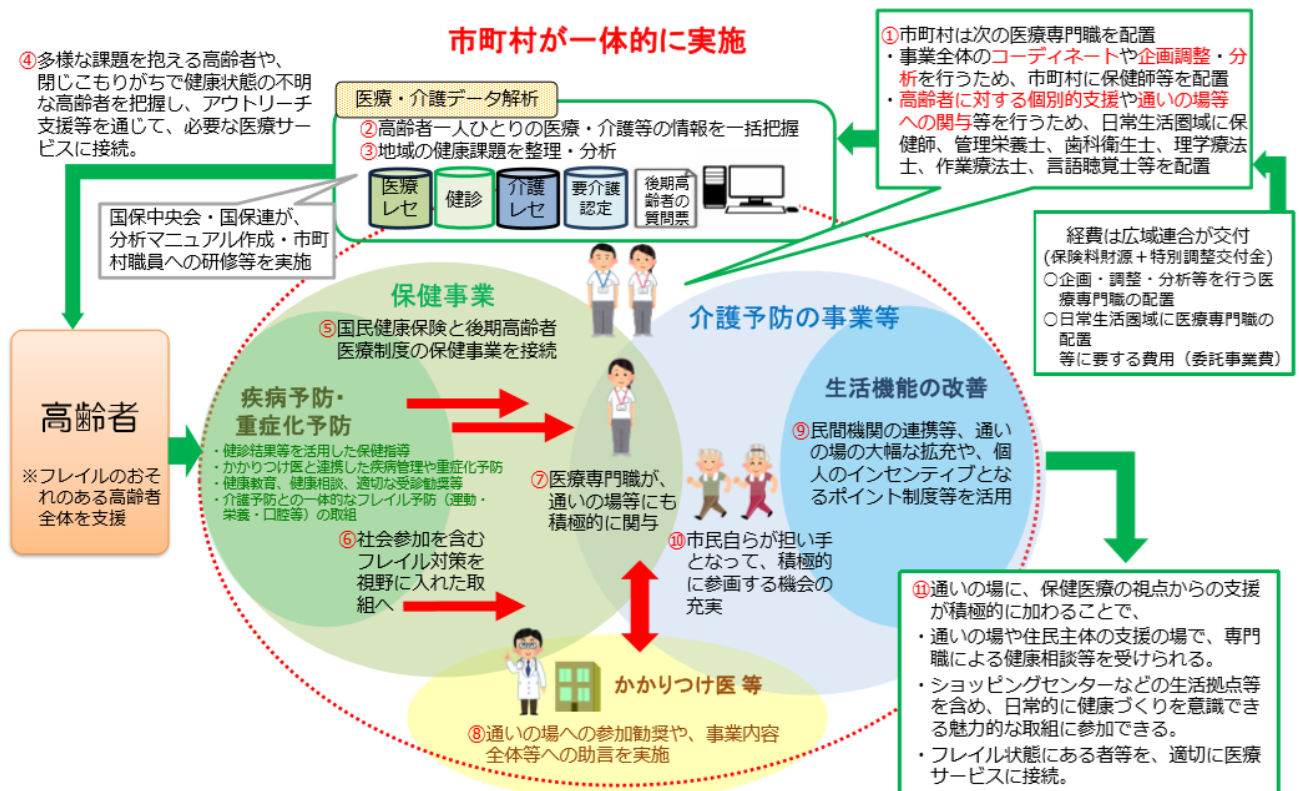 市町村が一体的に実施
④多様な課題を抱える高齢者や、
閉じこもりがちで健康状態の不明
な高齢者を把握し、アウトリーチ
支援等を通じて、必要な医療サー
ビスに接続。
医療・介護データ解析
②高齢者一人ひとりの医療・介護等の情報を一括把握
③地域の健康課題を整理・分析
医療
レセ
健診
介護
レセ
要介護
認定
後期高
齢者の
質問票
①市町村は次の医療専門職を配置
・事業全体のコーディネートや企画調整・分
析を行うため、市町村に保健師等を配置
・高齢者に対する個別的支援や通いの場等
への関与等を行うため、日常生活圏域に保
健師、管理栄養士、歯科衛生士、理学療法
士、作業療法士、言語聴覚士等を配置
国保中央会・国保連が、
分析マニュアル作成・市町
村職員への研修等を実施
経費は広域連合が交付
(保険料財源＋特別調整交付金)
○企画・調整・分析等を行う医
療専門職の配置
○日常生活圏域に医療専門職の
配置
等に要する費用（委託事業費）
高齢者
※フレイルのおそ
れのある高齢者
全体を支援
保健事業
⑤国民健康保険と後期高齢者
医療制度の保健事業を接続
疾病予防・
重症化予防
・健診結果等を活用した保健指導
・かかりつけ医と連携した疾病管理や重症化予防
・健康教育、健康相談、適切な受診勧奨等
・介護予防との一体的なフレイル予防（運動・
栄養・口腔等）の取組
⑥社会参加を含む
フレイル対策を
視野に入れた取
組へ
⑦医療専門職が、
通いの場等にも
積極的に関与
介護予防の事業等
生活機能の改善
⑨民間機関の連携等、通い
の場の大幅な拡充や、個
人のインセンティブとな
るポイント制度等を活用
⑩市民自らが担い手
となって、積極的
に参画する機会の
充実
かかりつけ医 等
⑧通いの場への参加勧奨や、事業内容
全体等への助言を実施
⑪通いの場に、保健医療の視点からの支援
が積極的に加わることで、
・通いの場や住民主体の支援の場で、専門
職による健康相談等を受けられる。
・ショッピングセンターなどの生活拠点等
を含め、日常的に健康づくりを意識でき
る魅力的な取組に参加できる。
・フレイル状態にある者等を、適切に医療
サービスに接続。